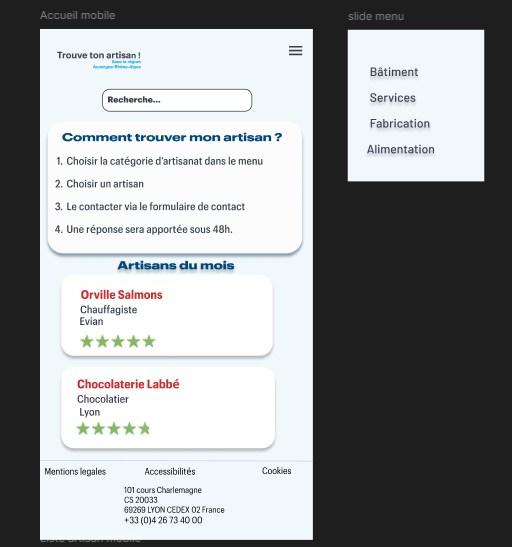 Accueil mobile
slide menu
Trouve ton artisan !
Avec la région
Auvergne-Rhône-Alpes
Recherche...
Comment trouver mon artisan ?
1. Choisir la catégorie d'artisanat dans le menu
2. Choisir un artisan
3. Le contacter via le formulaire de contact
4. Une réponse sera apportée sous 48h.
Artisans du mois
Orville Salmons
Chauffagiste
Evian
Chocolaterie Labbé
Chocolatier
Lyon
Mentions legales
Accessibilités
Cookies
101 cours Charlemagne
CS 20033
69269 LYON CEDEX 02 France
+33 (0)4 26 73 40 00
Liste artisan mobile
Bâtiment
Services
Fabrication
Alimentation